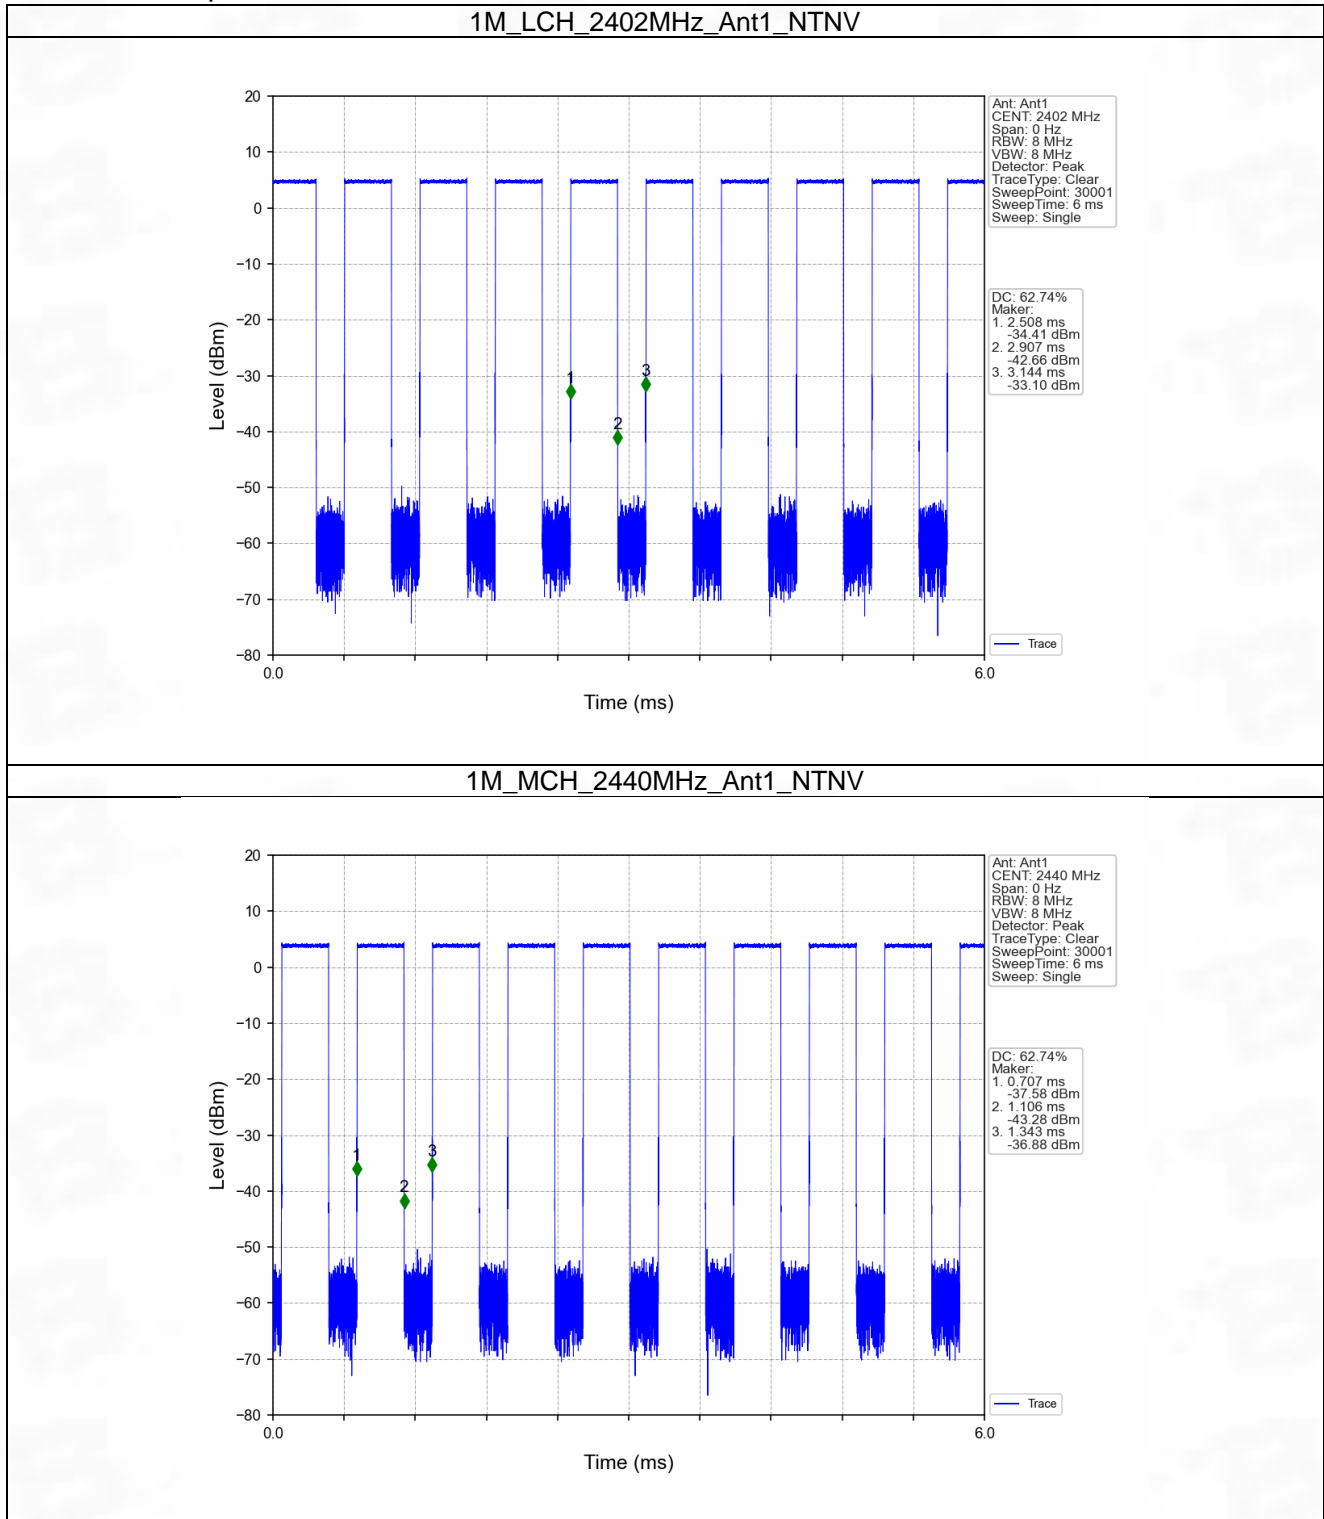 1M_LCH_2402MHz_Ant1_NTNV
20
10
0
−10
−20
−30
−40
−50
−60
−70
−80
Level (dBm)
0.0
6.0
Time (ms)
1
2
3
Ant: Ant1
CENT: 2402 MHz
Span: 0 Hz
RBW: 8 MHz
VBW: 8 MHz
Detector: Peak
TraceType: Clear
SweepPoint: 30001
SweepTime: 6 ms
Sweep: Single
DC: 62.74%
Maker:
1. 2.508 ms
-34.41 dBm
2. 2.907 ms
-42.66 dBm
3. 3.144 ms
-33.10 dBm
Trace
1M_MCH_2440MHz_Ant1_NTNV
20
10
0
−10
−20
−30
−40
−50
−60
−70
−80
Level (dBm)
0.0
6.0
Time (ms)
1
2
3
Ant: Ant1
CENT: 2440 MHz
Span: 0 Hz
RBW: 8 MHz
VBW: 8 MHz
Detector: Peak
TraceType: Clear
SweepPoint: 30001
SweepTime: 6 ms
Sweep: Single
DC: 62.74%
Maker:
1. 0.707 ms
-37.58 dBm
2. 1.106 ms
-43.28 dBm
3. 1.343 ms
-36.88 dBm
Trace